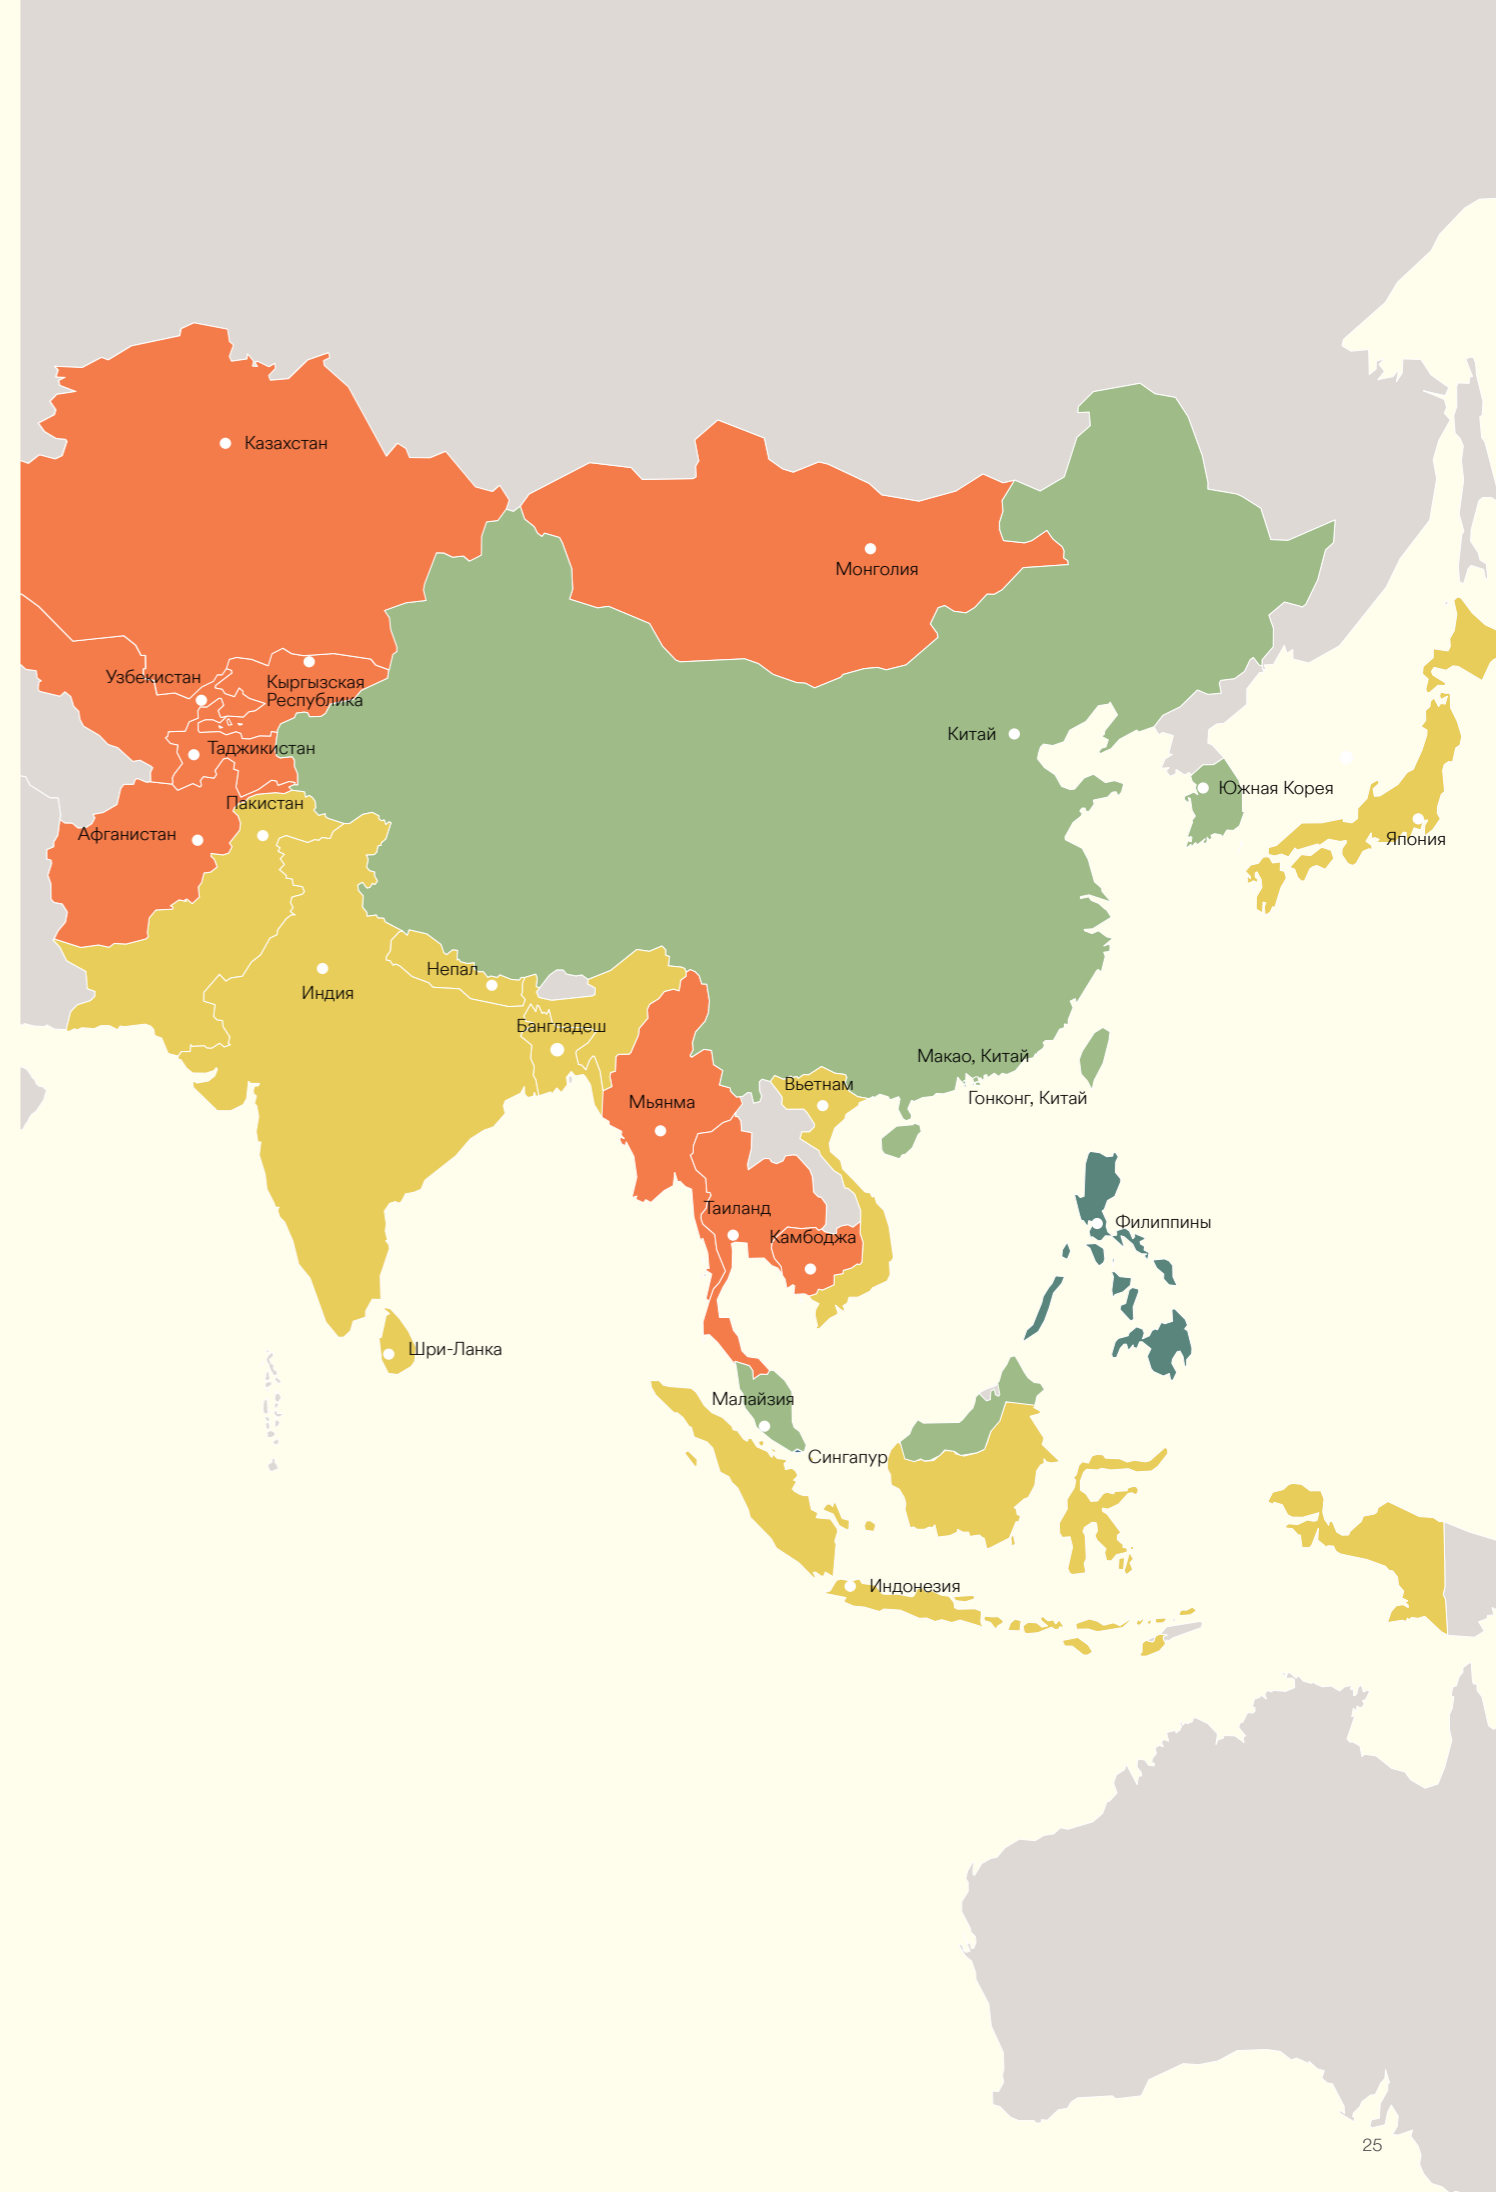 Казахстан
Монголия
Узбекистан
Кыргызская
Республика
Китай
Таджикистан
Южная Корея
Пакистан
Афганистан
Япония
Непал
Индия
Бангладеш
Макао, Китай
Вьетнам
Гонконг, Китай
Мьянма
Таиланд
Филиппины
Камбоджа
Шри-Ланка
Малайзия
Сингапур
Индонезия
25